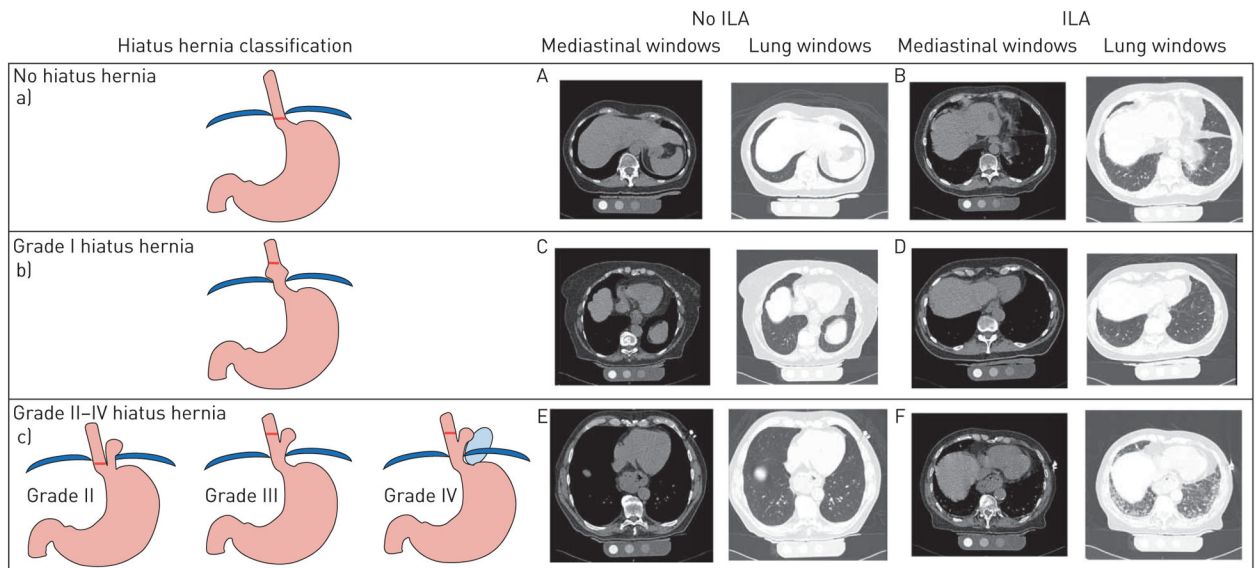 No ILA
ILA
Hiatus hernia classification
Mediastinal windows
Lung windows
Mediastinal windows
Lung windows
No hiatus hernia
a)
A
B
Grade I hiatus hernia
b)
C
D
Grade II–IV hiatus hernia
c)
E
F
Grade II
Grade III
Grade IV